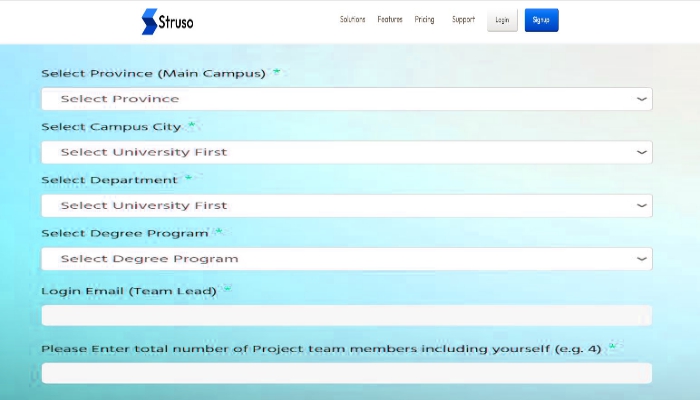 Struso
Solutions Features Pricing Support Login Signup
Select Province (Main Campus) *
Select Province
Select Campus City *
Select University First
Select Department *
Select University First
Select Degree Program *
Select Degree Program
Login Email (Team Lead) *
Please Enter total number of Project team members including yourself (e.g. 4) *